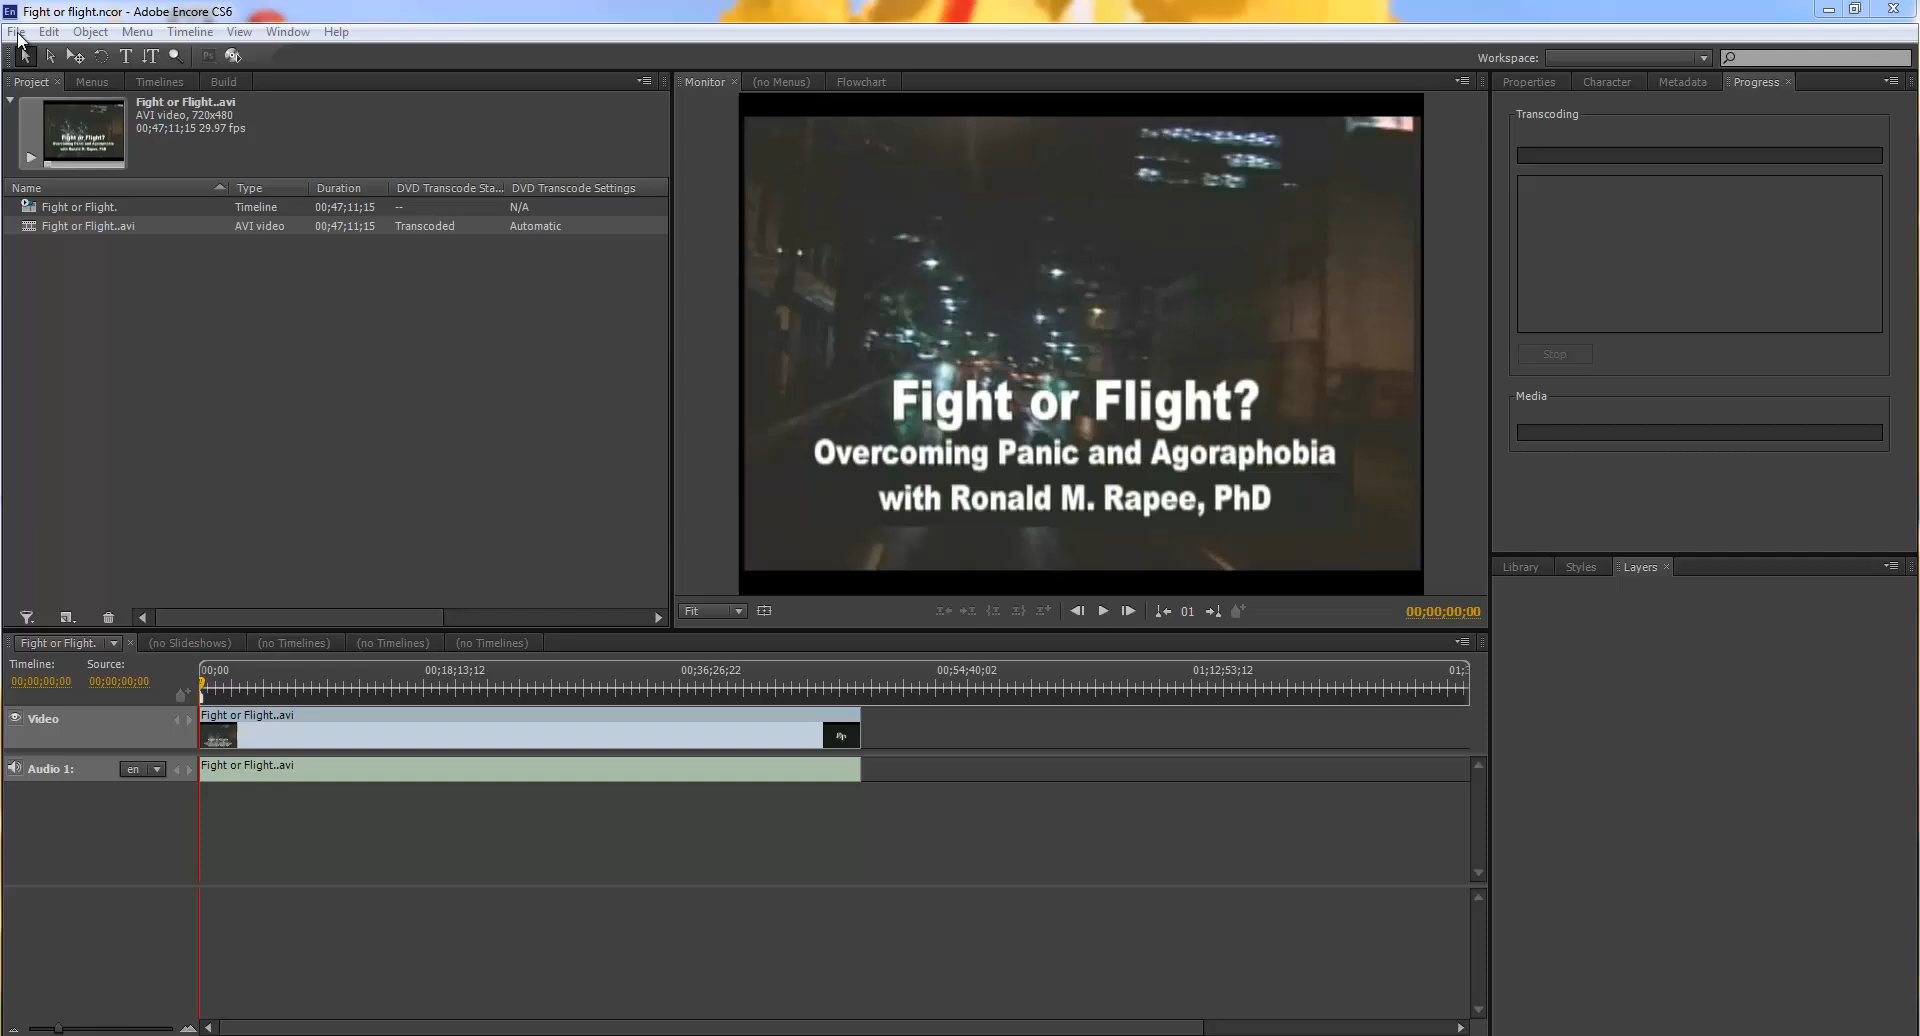 Fight or flight.ncor - Adobe Encore CS6
File Edit Object Menu Timeline View Window Help
Workspace:
Project Menus Timelines Build
Fight or Flight..avi
AVI video, 720x480
00;47;11;15 29.97 fps
Name Type Duration DVD Transcode Sta... DVD Transcode Settings
Fight or Flight. Timeline 00;47;11;15 -- N/A
Fight or Flight..avi AVI video 00;47;11;15 Transcoded Automatic
Monitor (no Menus) Flowchart
Fight or Flight?
Overcoming Panic and Agoraphobia
with Ronald M. Rapee, PhD
Fit 01 00;00;00;00
Properties Character Metadata Progress
Transcoding
Stop
Media
Library Styles Layers
Fight or Flight. (no Slideshows) (no Timelines) (no Timelines) (no Timelines)
Timeline: Source:
00;00;00;00 00;00;00;00
00;00 00;18;13;12 00;36;26;22 00;54;40;02 01;12;53;12 01;3
Video
Fight or Flight..avi
Audio 1: en
Fight or Flight..avi